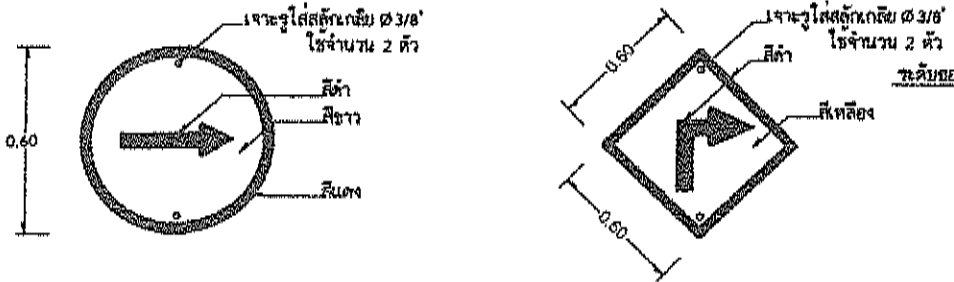 เจาะรูใส่สลักเกลียว Ø 3/8"
ใช้จำนวน 2 ตัว
สีดำ
สีขาว
สีแดง
0.60
เจาะรูใส่สลักเกลียว Ø 3/8"
ใช้จำนวน 2 ตัว
สีดำ
สีเหลือง
0.60
0.60